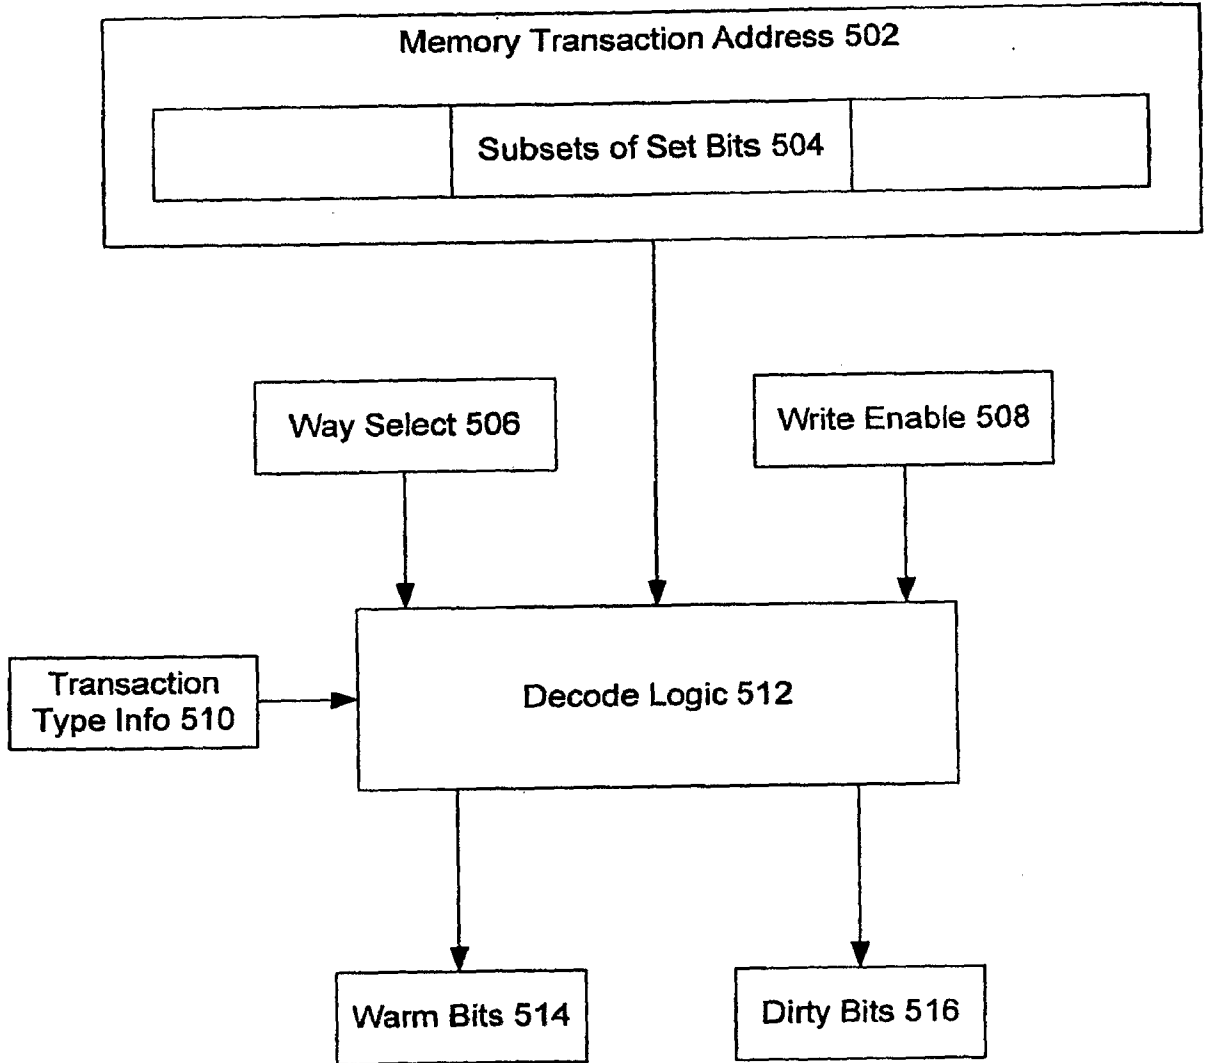 Memory Transaction Address 502
Subsets of Set Bits 504
Way Select 506
Write Enable 508
Transaction
Type Info 510
Decode Logic 512
Warm Bits 514
Dirty Bits 516